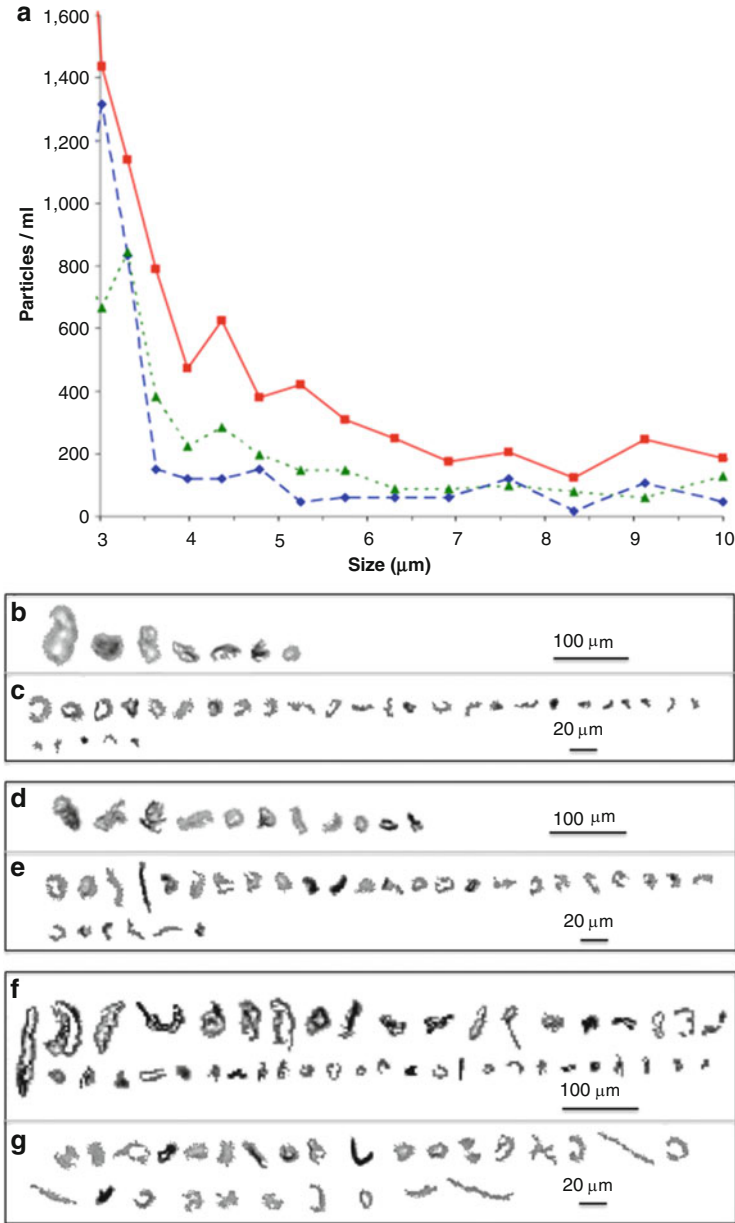 a
1,600
1,400
1,200
1,000
800
600
400
200
0
Particles / ml
3 4 5 6 7 8 9 10
Size (μm)
b
100 μm
c
20 μm
d
100 μm
e
20 μm
f
100 μm
g
20 μm